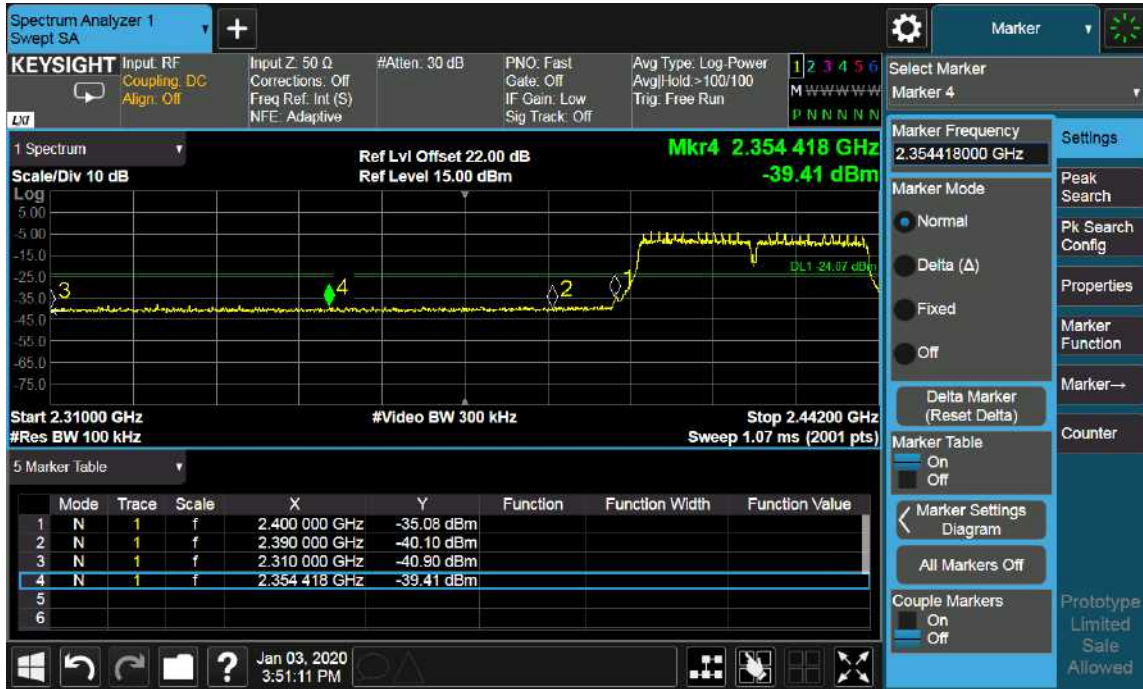 Spectrum Analyzer 1
Swept SA
+
Marker
KEYSIGHT
Input: RF
Coupling: DC
Align: Off
Input Z: 50 Ω
Corrections: Off
Freq Ref: Int (S)
NFE: Adaptive
#Atten: 30 dB
PNO: Fast
Gate: Off
IF Gain: Low
Sig Track: Off
Avg Type: Log-Power
Avg|Hold:>100/100
Trig: Free Run
1 2 3 4 5 6
M W W W W W
P N N N N N
LXI
Select Marker
Marker 4
1 Spectrum
Scale/Div 10 dB
Ref Lvl Offset 22.00 dB
Ref Level 15.00 dBm
Mkr4 2.354 418 GHz
-39.41 dBm
Log
5.00
-5.00
-15.0
-25.0
-35.0
-45.0
-55.0
-65.0
-75.0
3
4
2
1
DL1 -24.07 dBm
Start 2.31000 GHz
#Video BW 300 kHz
Stop 2.44200 GHz
#Res BW 100 kHz
Sweep 1.07 ms (2001 pts)
5 Marker Table
Mode Trace Scale X Y Function Function Width Function Value
1 N 1 f 2.400 000 GHz -35.08 dBm
2 N 1 f 2.390 000 GHz -40.10 dBm
3 N 1 f 2.310 000 GHz -40.90 dBm
4 N 1 f 2.354 418 GHz -39.41 dBm
5
6
Marker Frequency
2.354418000 GHz
Marker Mode
Normal
Delta (Δ)
Fixed
Off
Delta Marker
(Reset Delta)
Marker Table
On
Off
Marker Settings
Diagram
All Markers Off
Couple Markers
On
Off
Settings
Peak
Search
Pk Search
Config
Properties
Marker
Function
Marker→
Counter
Prototype
Limited
Sale
Allowed
?
Jan 03, 2020
3:51:11 PM